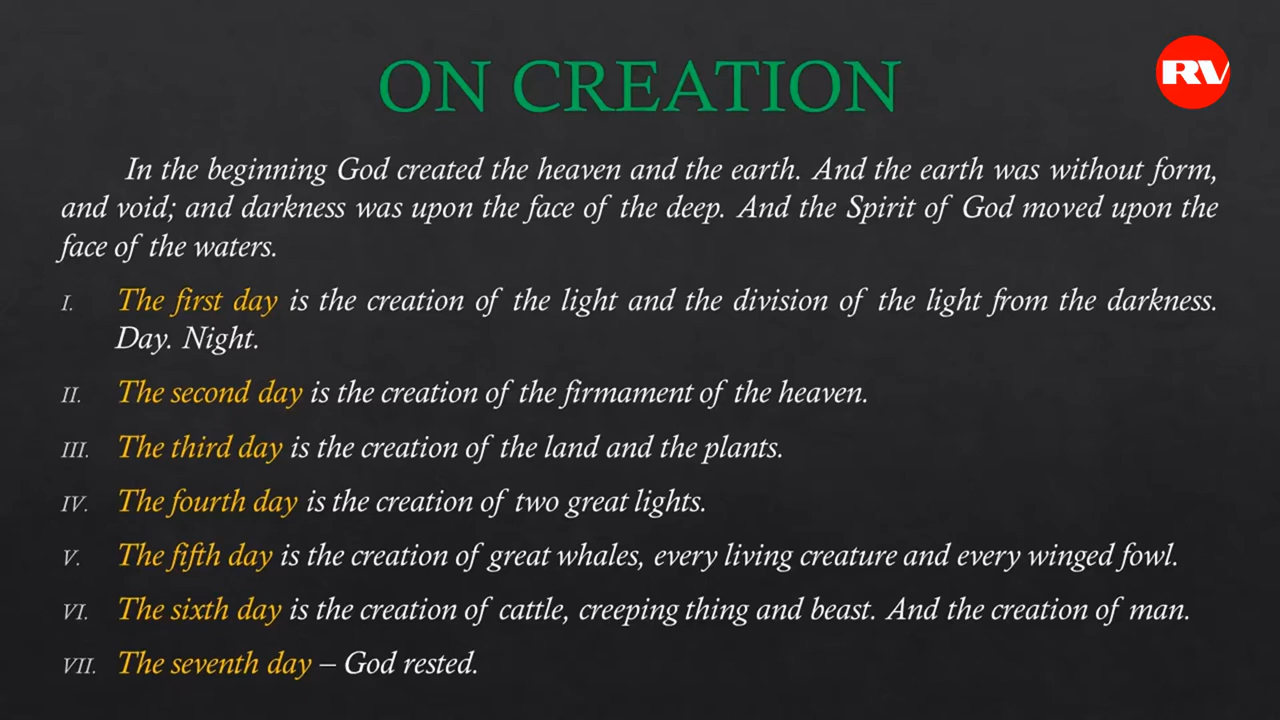 ON CREATION
RV
In the beginning God created the heaven and the earth. And the earth was without form,
and void; and darkness was upon the face of the deep. And the Spirit of God moved upon the
face of the waters.
I. The first day is the creation of the light and the division of the light from the darkness.
Day. Night.
II. The second day is the creation of the firmament of the heaven.
III. The third day is the creation of the land and the plants.
IV. The fourth day is the creation of two great lights.
V. The fifth day is the creation of great whales, every living creature and every winged fowl.
VI. The sixth day is the creation of cattle, creeping thing and beast. And the creation of man.
VII. The seventh day – God rested.